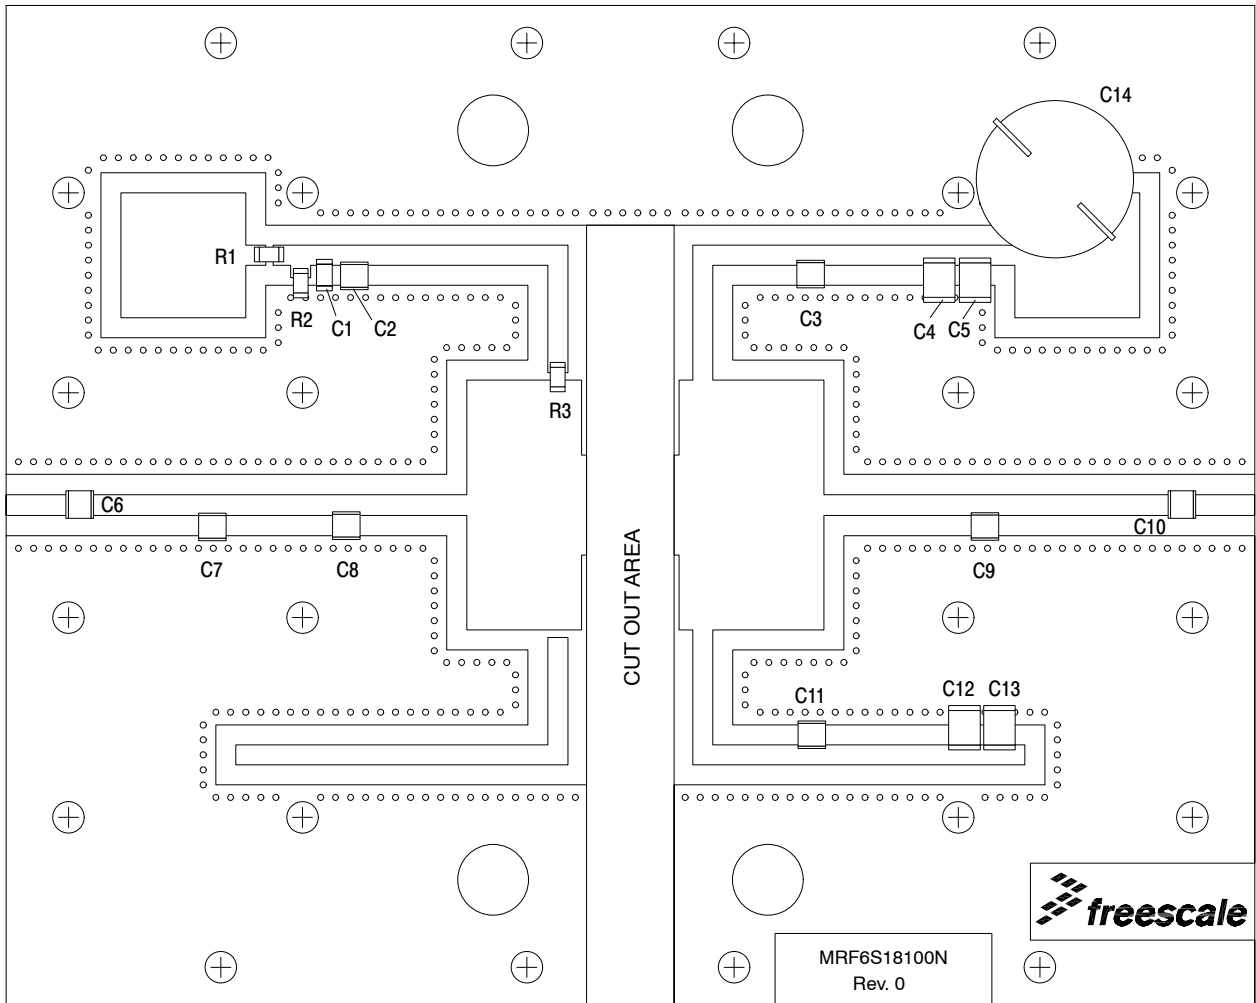 C14
R1
R2
C1
C2
C3
C4
C5
R3
C6
C7
C8
C9
C10
CUT OUT AREA
C11
C12
C13
freescale
MRF6S18100N
Rev. 0